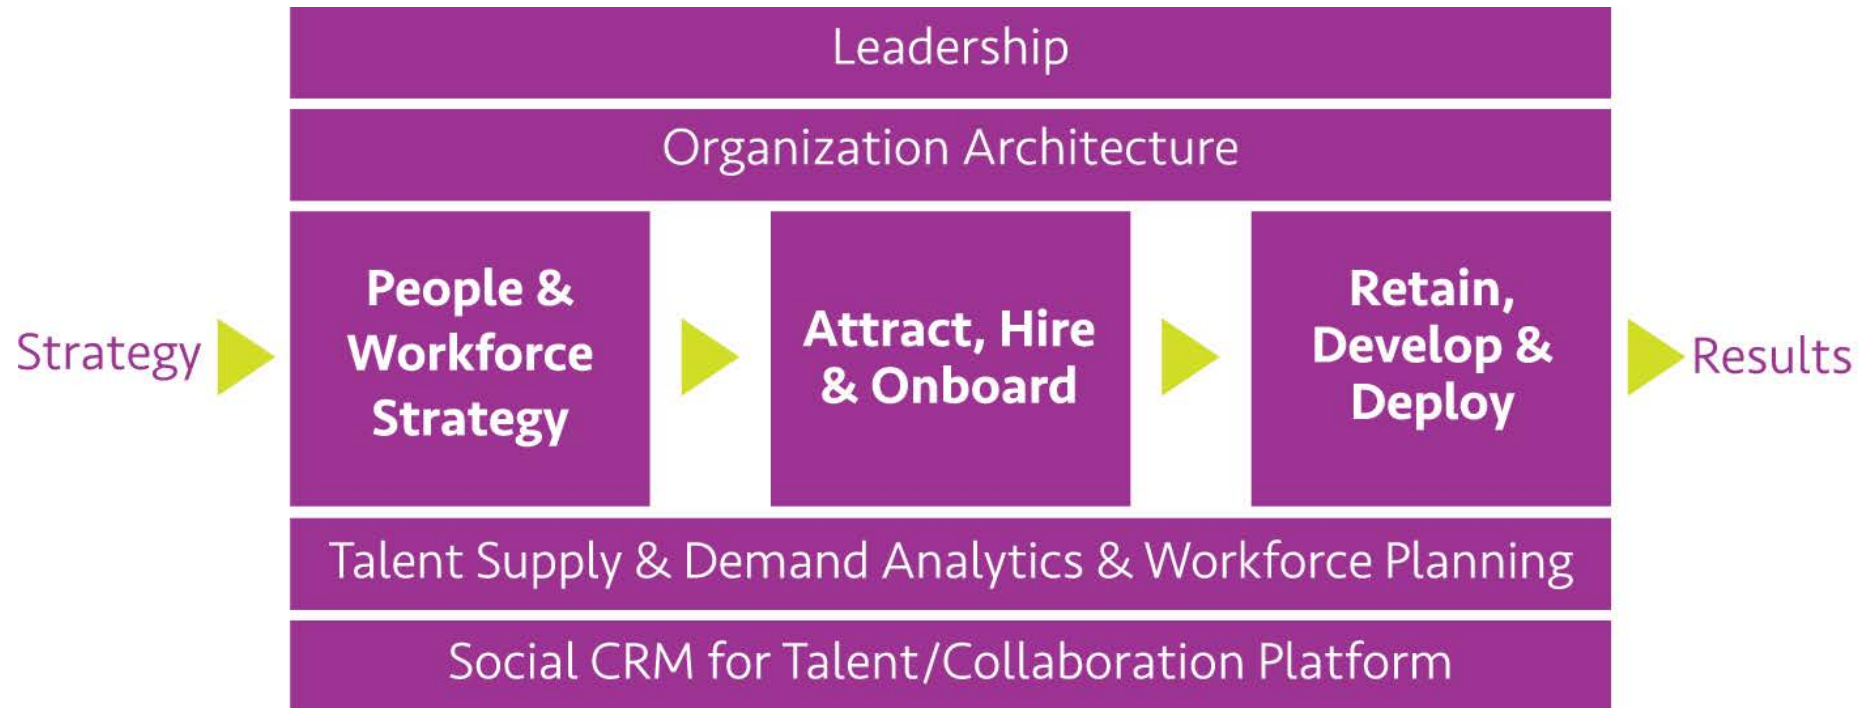 Leadership
Organization Architecture
Strategy
People &
Workforce
Strategy
Attract, Hire
& Onboard
Retain,
Develop &
Deploy
Results
Talent Supply & Demand Analytics & Workforce Planning
Social CRM for Talent/Collaboration Platform